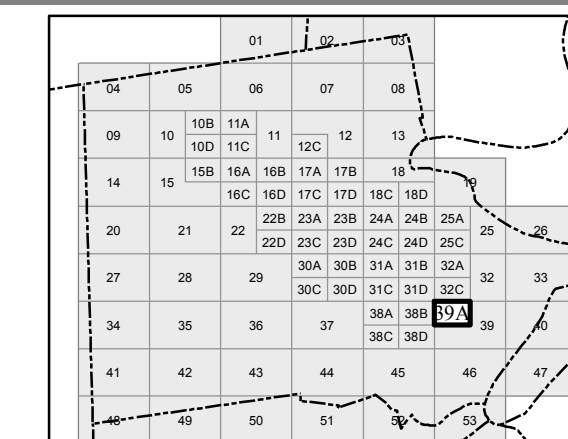 01 02 03
04 05 06 07 08
10B 11A
09 10 11 12 13
10D 11C 12C
15B 16A 16B 17A 17B 18
14 15 19
16C 16D 17C 17D 18C 18D
22B 23A 23B 24A 24B 25A
20 21 22 25 26
22D 23C 23D 24C 24D 25C
30A 30B 31A 31B 32A
27 28 29 32 33
30C 30D 31C 31D 32C
38A 38B 39A
34 35 36 37 39 40
38C 38D
41 42 43 44 45 46 47
48 49 50 51 52 53